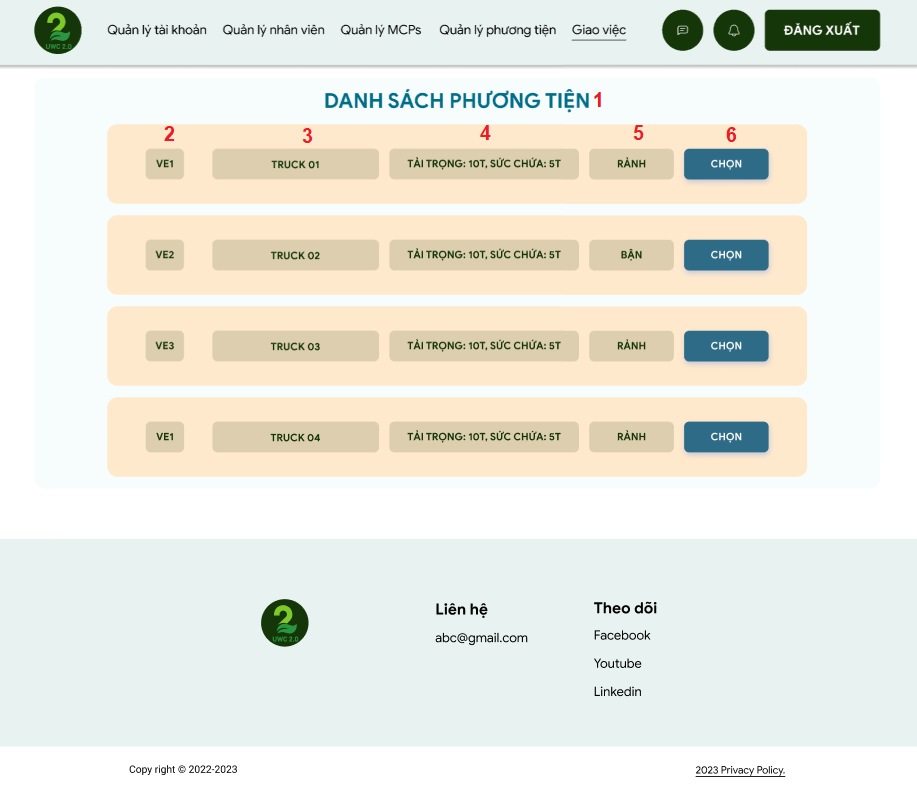 2
UWC 2.0
Quản lý tài khoản Quản lý nhân viên Quản lý MCPs Quản lý phương tiện Giao việc ĐĂNG XUẤT
DANH SÁCH PHƯƠNG TIỆN 1
2 3 4 5 6
VE1 TRUCK 01 TẢI TRỌNG: 10T, SỨC CHỨA: 5T RẢNH CHỌN
VE2 TRUCK 02 TẢI TRỌNG: 10T, SỨC CHỨA: 5T BẬN CHỌN
VE3 TRUCK 03 TẢI TRỌNG: 10T, SỨC CHỨA: 5T RẢNH CHỌN
VE1 TRUCK 04 TẢI TRỌNG: 10T, SỨC CHỨA: 5T RẢNH CHỌN
2
UWC 2.0
Liên hệ
abc@gmail.com
Theo dõi
Facebook
Youtube
Linkedin
Copy right © 2022-2023
2023 Privacy Policy.